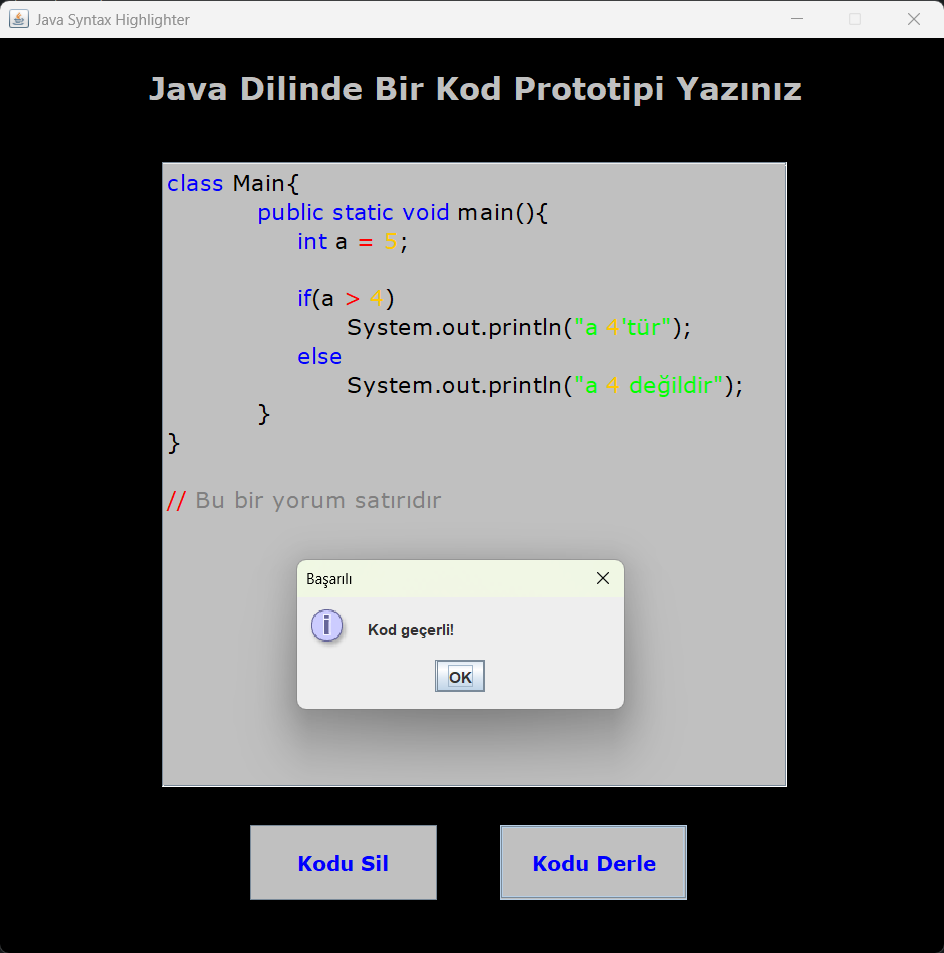 Java Syntax Highlighter
Java Dilinde Bir Kod Prototipi Yazınız
class Main{
public static void main(){
int a = 5;
if(a > 4)
System.out.println("a 4'tür");
else
System.out.println("a 4 değildir");
}
}
// Bu bir yorum satırıdır
Başarılı
Kod geçerli!
OK
Kodu Sil
Kodu Derle